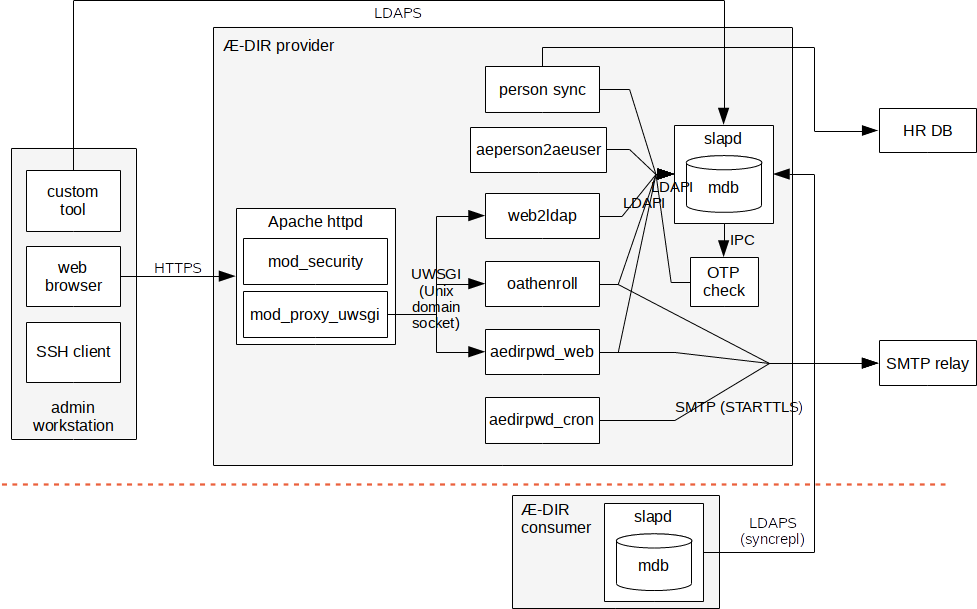 LDAPS
Æ-DIR provider
person sync
HR DB
aeperson2aeuser
slapd
mdb
custom
tool
LDAPI
LDAPI
web2ldap
Apache httpd
mod_security
IPC
web
browser
HTTPS
UWSGI
(Unix
domain
socket)
oathenroll
OTP
check
mod_proxy_uwsgi
SSH client
aedirpwd_web
SMTP relay
admin
workstation
aedirpwd_cron
SMTP (STARTTLS)
Æ-DIR
consumer
slapd
mdb
LDAPS
(syncrepl)